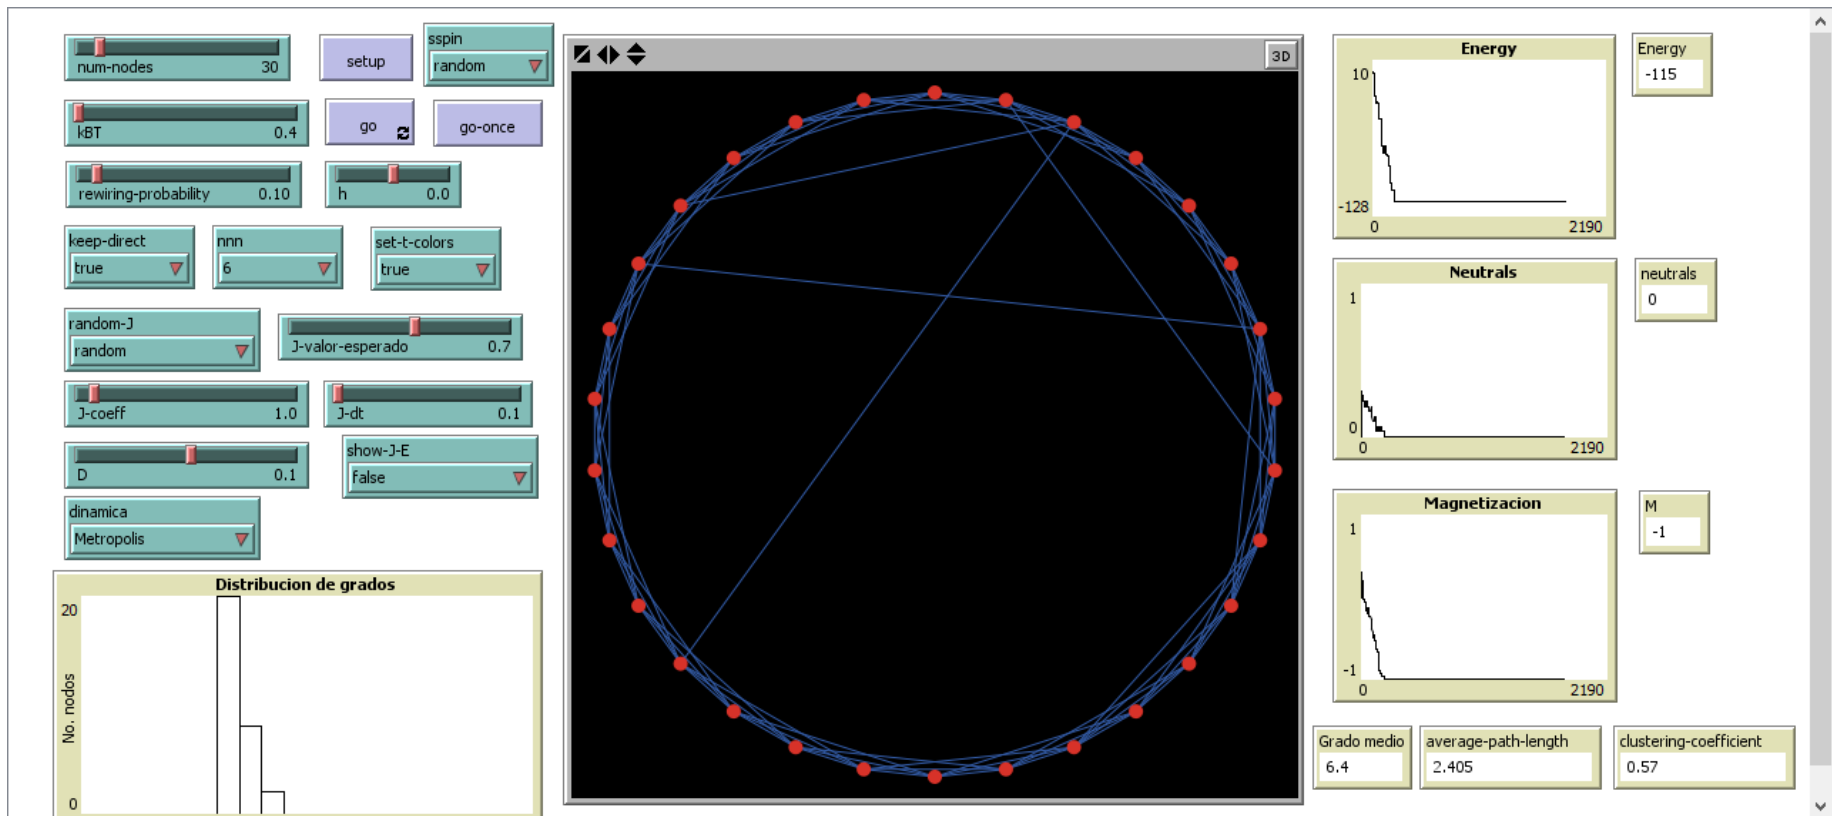 num-nodes 30
setup
sspin
random
kBT 0.4
go
go-once
rewiring-probability 0.10
h 0.0
keep-direct
true
nnn
6
set-t-colors
true
random-J
random
J-valor-esperado 0.7
J-coeff 1.0
J-dt 0.1
D 0.1
show-J-E
false
dinamica
Metropolis
Distribucion de grados
20
No. nodos
0
3D
Energy
10
-128
0 2190
Energy
-115
Neutrals
1
0
0 2190
neutrals
0
Magnetizacion
1
-1
0 2190
M
-1
Grado medio
6.4
average-path-length
2.405
clustering-coefficient
0.57